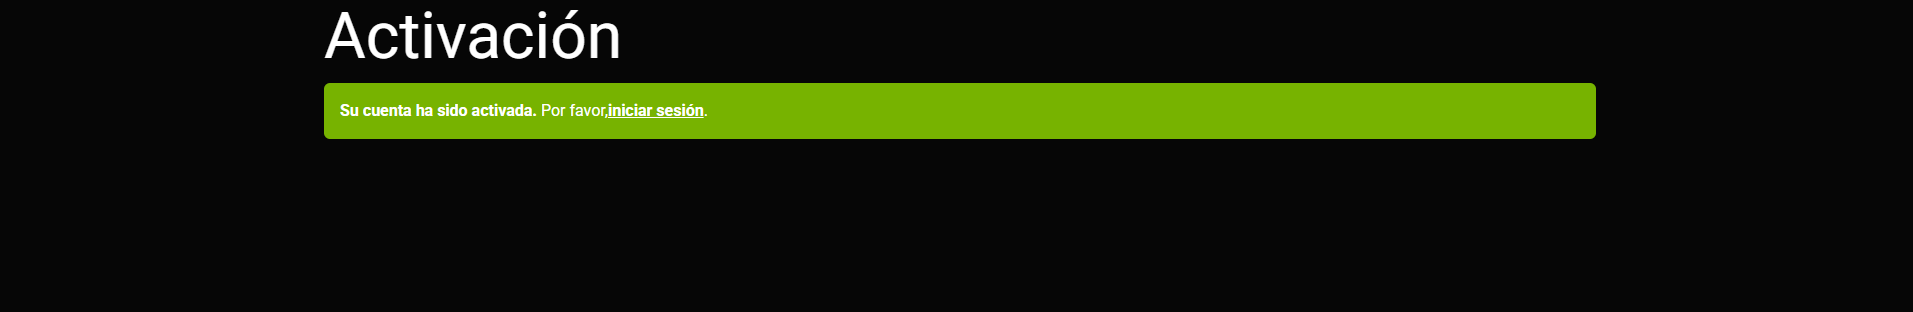 Activación
Su cuenta ha sido activada. Por favor,iniciar sesión.